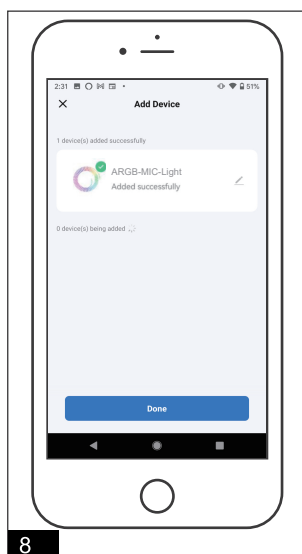 2:31 51%
Add Device
1 device(s) added successfully
ARGB-MIC-Light
Added successfully
0 device(s) being added
Done
8